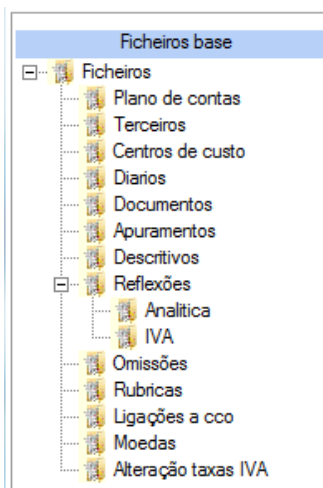 Ficheiros base
Ficheiros
Plano de contas
Terceiros
Centros de custo
Diarios
Documentos
Apuramentos
Descritivos
Reflexões
Analitica
IVA
Omissões
Rubricas
Ligações a cco
Moedas
Alteração taxas IVA